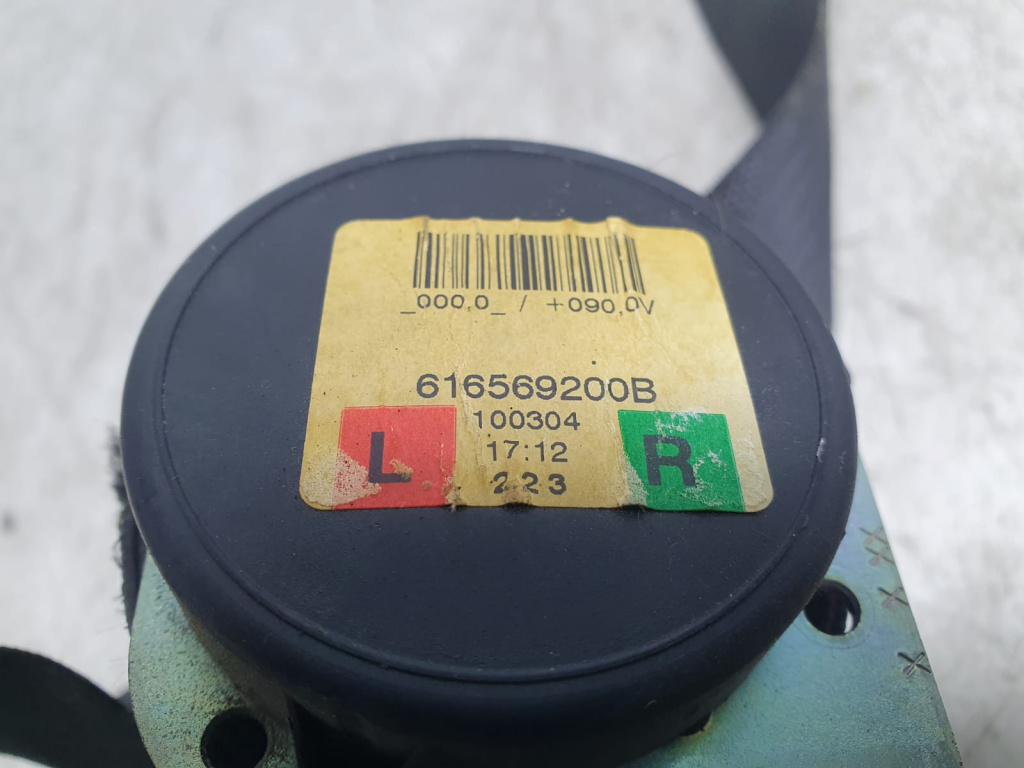 _000,0_ / +090,0V
616569200B
100304
L 17:12 R
223